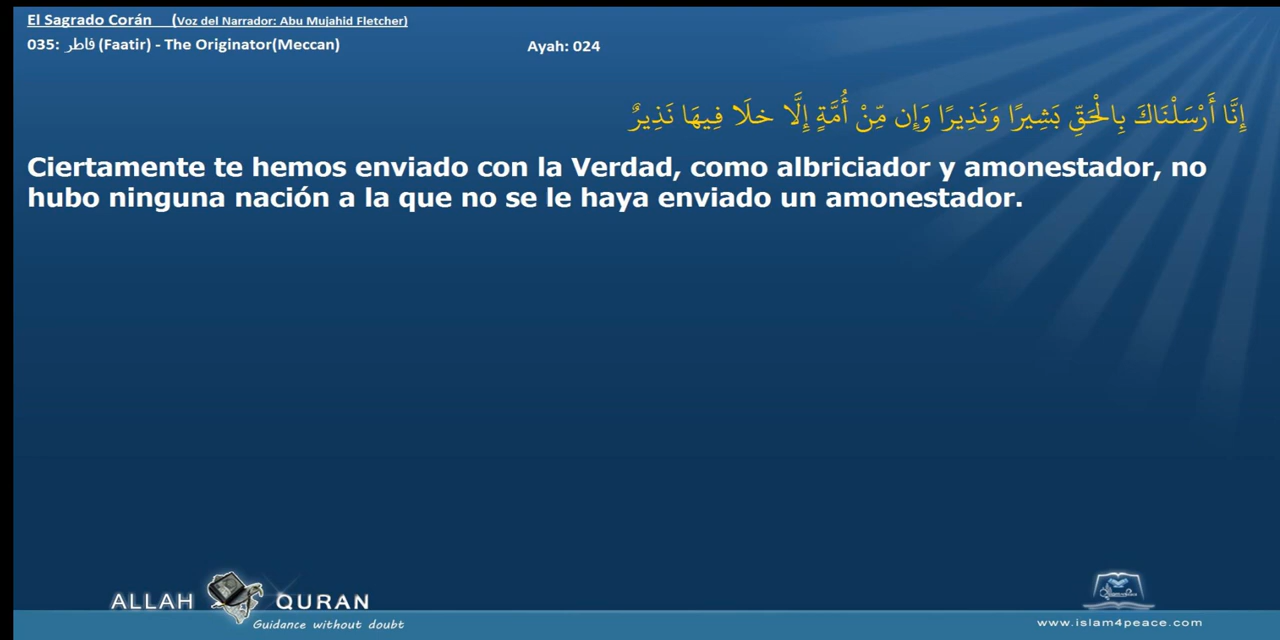 El Sagrado Corán (Voz del Narrador: Abu Mujahid Fletcher)
035: فاطر (Faatir) - The Originator(Meccan) Ayah: 024
إِنَّا أَرْسَلْنَاكَ بِالْحَقِّ بَشِيرًا وَنَذِيرًا وَإِن مِّنْ أُمَّةٍ إِلَّا خلَا فِيهَا نَذِيرٌ
Ciertamente te hemos enviado con la Verdad, como albriciador y amonestador, no
hubo ninguna nación a la que no se le haya enviado un amonestador.
ALLAH QURAN
Guidance without doubt
www.islam4peace.com